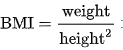 BMI = weight / height²